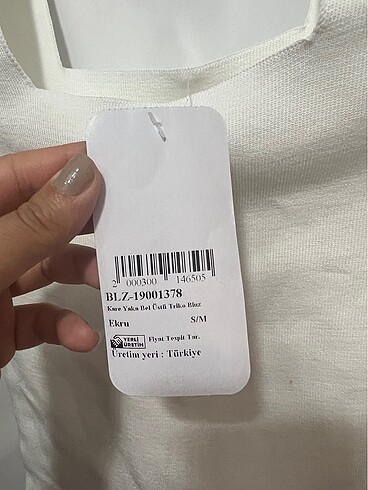 2 000300 146505
BLZ-19001378
Kare Yaka Bel Üstü Triko Bluz
Ekru S/M
YERLİ ÜRETİM Fiyat Tespit Tar.
Üretim yeri : Türkiye